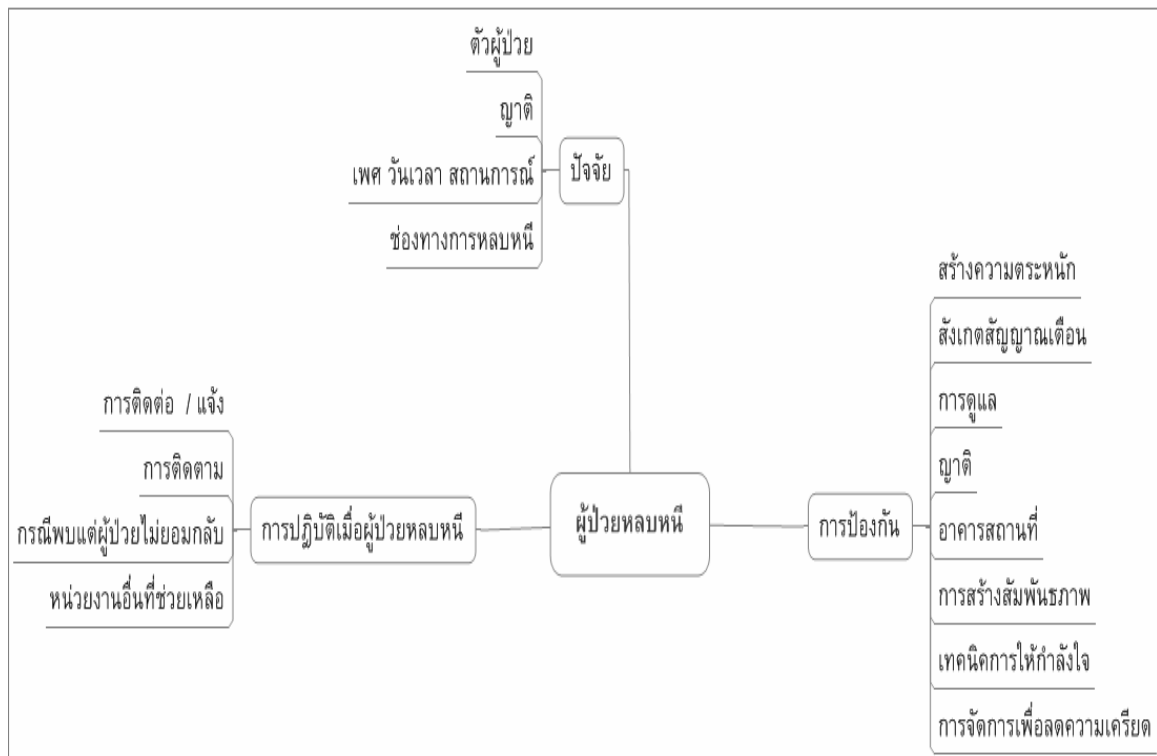 ตัวผู้ป่วย
ญาติ
เพศ วันเวลา สถานการณ์
ช่องทางการหลบหนี
ปัจจัย
การติดต่อ / แจ้ง
การติดตาม
กรณีพบแต่ผู้ป่วยไม่ยอมกลับ
หน่วยงานอื่นที่ช่วยเหลือ
การปฏิบัติเมื่อผู้ป่วยหลบหนี
ผู้ป่วยหลบหนี
การป้องกัน
สร้างความตระหนัก
สังเกตสัญญาณเตือน
การดูแล
ญาติ
อาคารสถานที่
การสร้างสัมพันธภาพ
เทคนิคการให้กำลังใจ
การจัดการเพื่อลดความเครียด